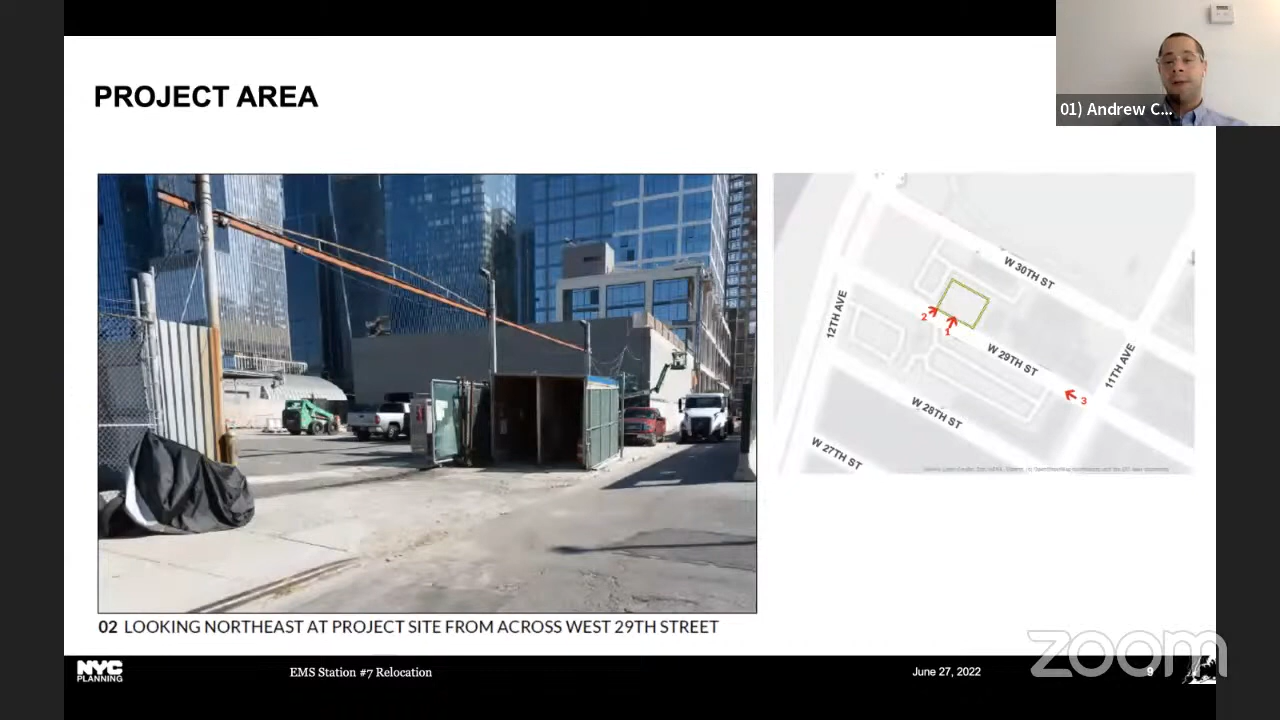 PROJECT AREA
01) Andrew C...
W 30TH ST
12TH AVE
2
1
W 29TH ST
11TH AVE
3
W 28TH ST
W 27TH ST
02 LOOKING NORTHEAST AT PROJECT SITE FROM ACROSS WEST 29TH STREET
NYC
PLANNING
EMS Station #7 Relocation
June 27, 2022
9
zoom